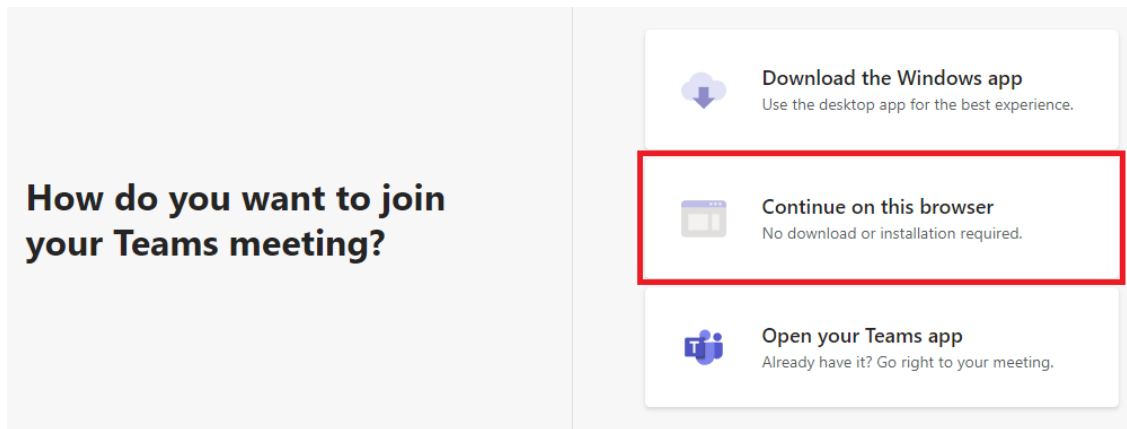 How do you want to join
your Teams meeting?
Download the Windows app
Use the desktop app for the best experience.
Continue on this browser
No download or installation required.
T
Open your Teams app
Already have it? Go right to your meeting.